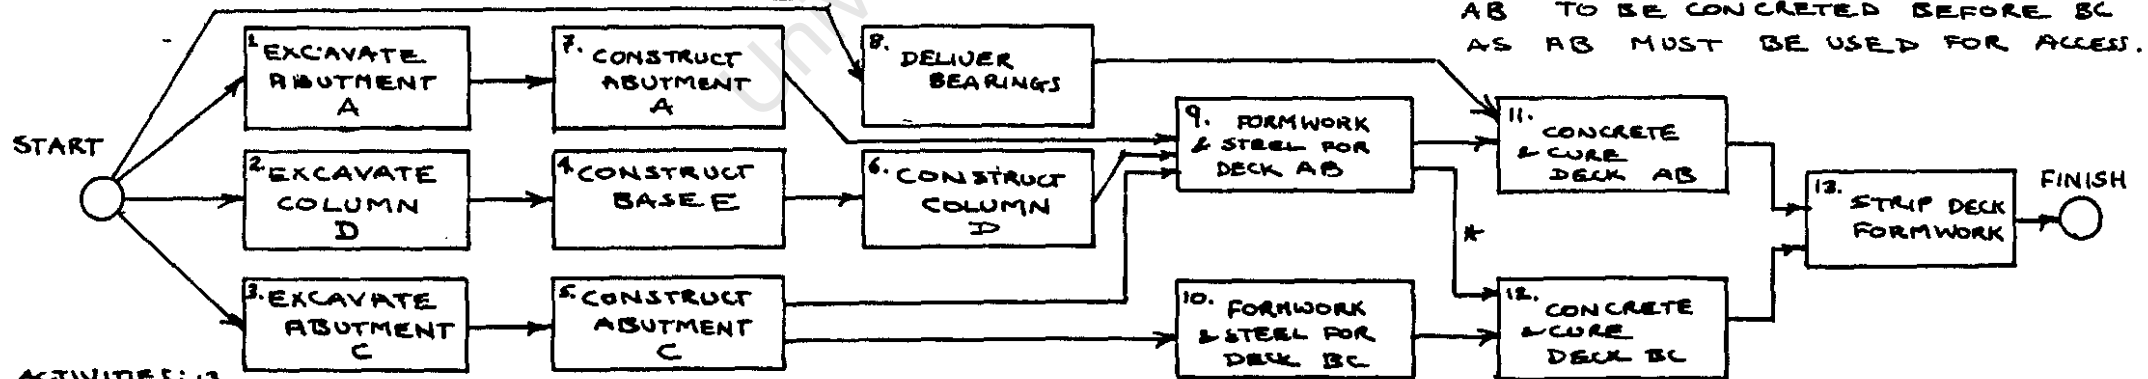 AB TO BE CONCRETED BEFORE BC
AS AB MUST BE USED FOR ACCESS.
START
1. EXCAVATE
ABUTMENT
A
7. CONSTRUCT
ABUTMENT
A
8. DELIVER
BEARINGS
2. EXCAVATE
COLUMN
D
4. CONSTRUCT
BASE E
6. CONSTRUCT
COLUMN
D
3. EXCAVATE
ABUTMENT
C
5. CONSTRUCT
ABUTMENT
C
9. FORMWORK
& STEEL FOR
DECK AB
10. FORMWORK
& STEEL FOR
DECK BC
*
11. CONCRETE
& CURE
DECK AB
12. CONCRETE
& CURE
DECK BC
13. STRIP DECK
FORMWORK
FINISH
ACTIVITIES: 13
Univ